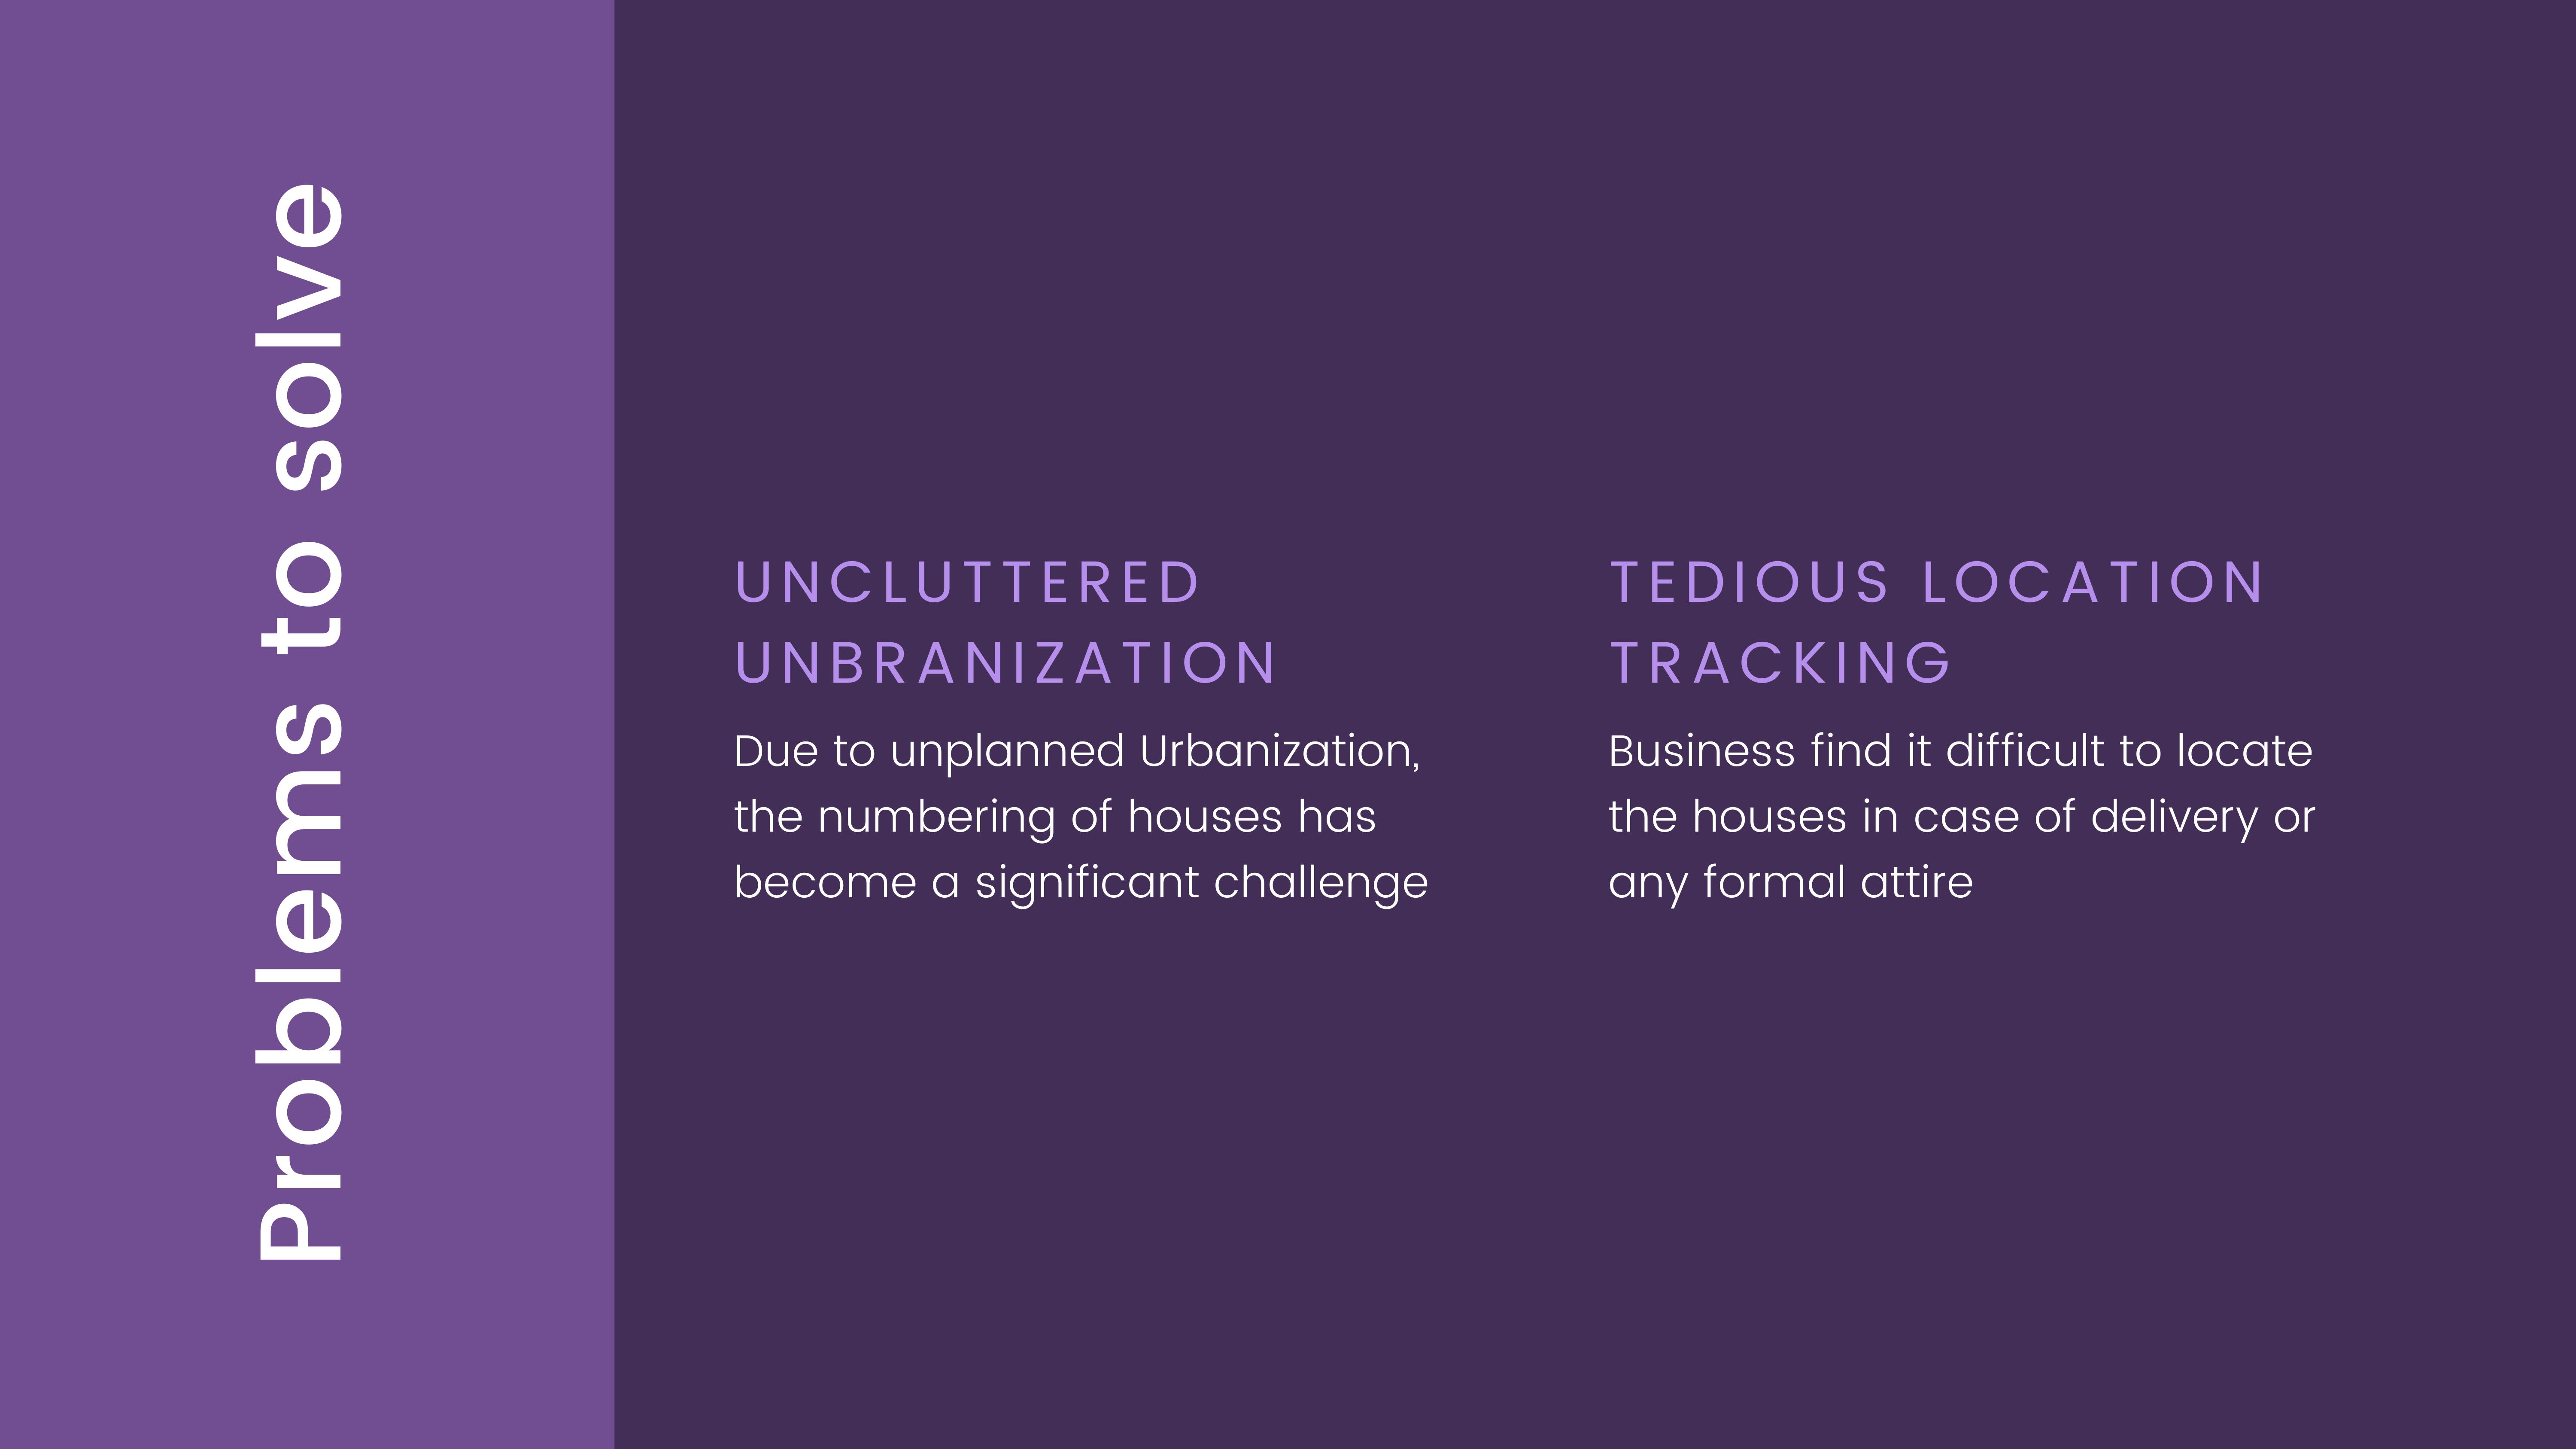 Problems to solve
UNCLUTTERED
UNBRANIZATION
Due to unplanned Urbanization,
the numbering of houses has
become a significant challenge
TEDIOUS LOCATION
TRACKING
Business find it difficult to locate
the houses in case of delivery or
any formal attire